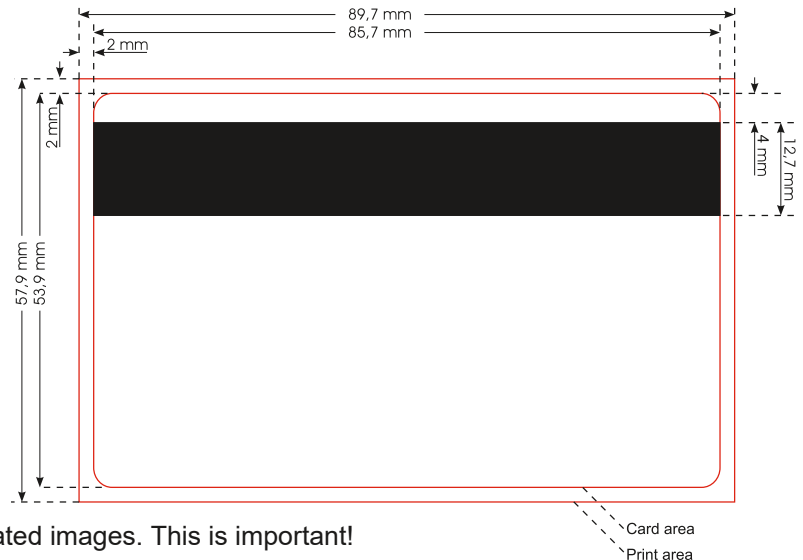 89,7 mm
85,7 mm
2 mm
2 mm
4 mm
12,7 mm
57,9 mm
53,9 mm
images. This is important!
Card area
Print area